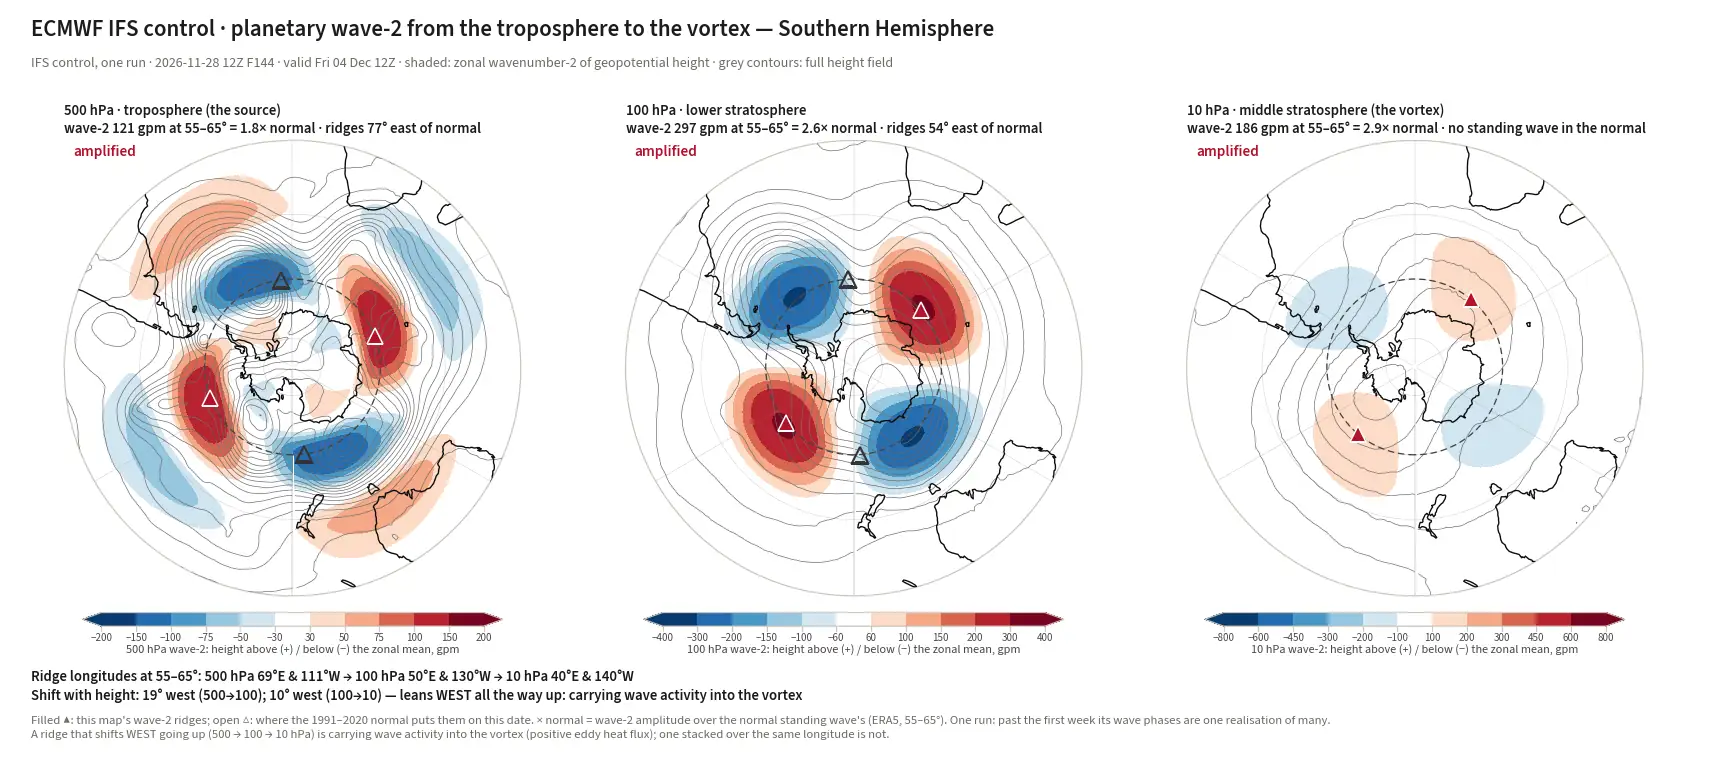 ECMWF IFS control · planetary wave-2 from the troposphere to the vortex — Southern Hemisphere
IFS control, one run · 2026-11-28 12Z F144 · valid Fri 04 Dec 12Z · shaded: zonal wavenumber-2 of geopotential height · grey contours: full height field
500 hPa · troposphere (the source)
wave-2 121 gpm at 55–65° = 1.8× normal · ridges 77° east of normal
amplified
100 hPa · lower stratosphere
wave-2 297 gpm at 55–65° = 2.6× normal · ridges 54° east of normal
amplified
10 hPa · middle stratosphere (the vortex)
wave-2 186 gpm at 55–65° = 2.9× normal · no standing wave in the normal
amplified
−200 −150 −100 −75 −50 −30 30 50 75 100 150 200
500 hPa wave-2: height above (+) / below (−) the zonal mean, gpm
−400 −300 −200 −150 −100 −60 60 100 150 200 300 400
100 hPa wave-2: height above (+) / below (−) the zonal mean, gpm
−800 −600 −450 −300 −200 −100 100 200 300 450 600 800
10 hPa wave-2: height above (+) / below (−) the zonal mean, gpm
Ridge longitudes at 55–65°: 500 hPa 69°E & 111°W → 100 hPa 50°E & 130°W → 10 hPa 40°E & 140°W
Shift with height: 19° west (500→100); 10° west (100→10) — leans WEST all the way up: carrying wave activity into the vortex
Filled ▲: this map's wave-2 ridges; open △: where the 1991–2020 normal puts them on this date. × normal = wave-2 amplitude over the normal standing wave's (ERA5, 55–65°). One run: past the first week its wave phases are one realisation of many.
A ridge that shifts WEST going up (500 → 100 → 10 hPa) is carrying wave activity into the vortex (positive eddy heat flux); one stacked over the same longitude is not.